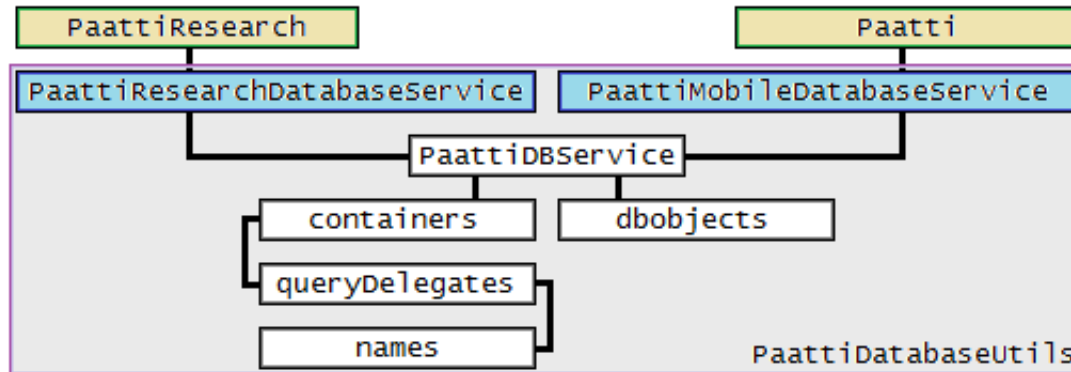 PaattiResearch
Paatti
PaattiResearchDatabaseService
PaattiMobileDatabaseService
PaattiDBService
containers
dbobjects
queryDelegates
names
PaattiDatabaseUtils